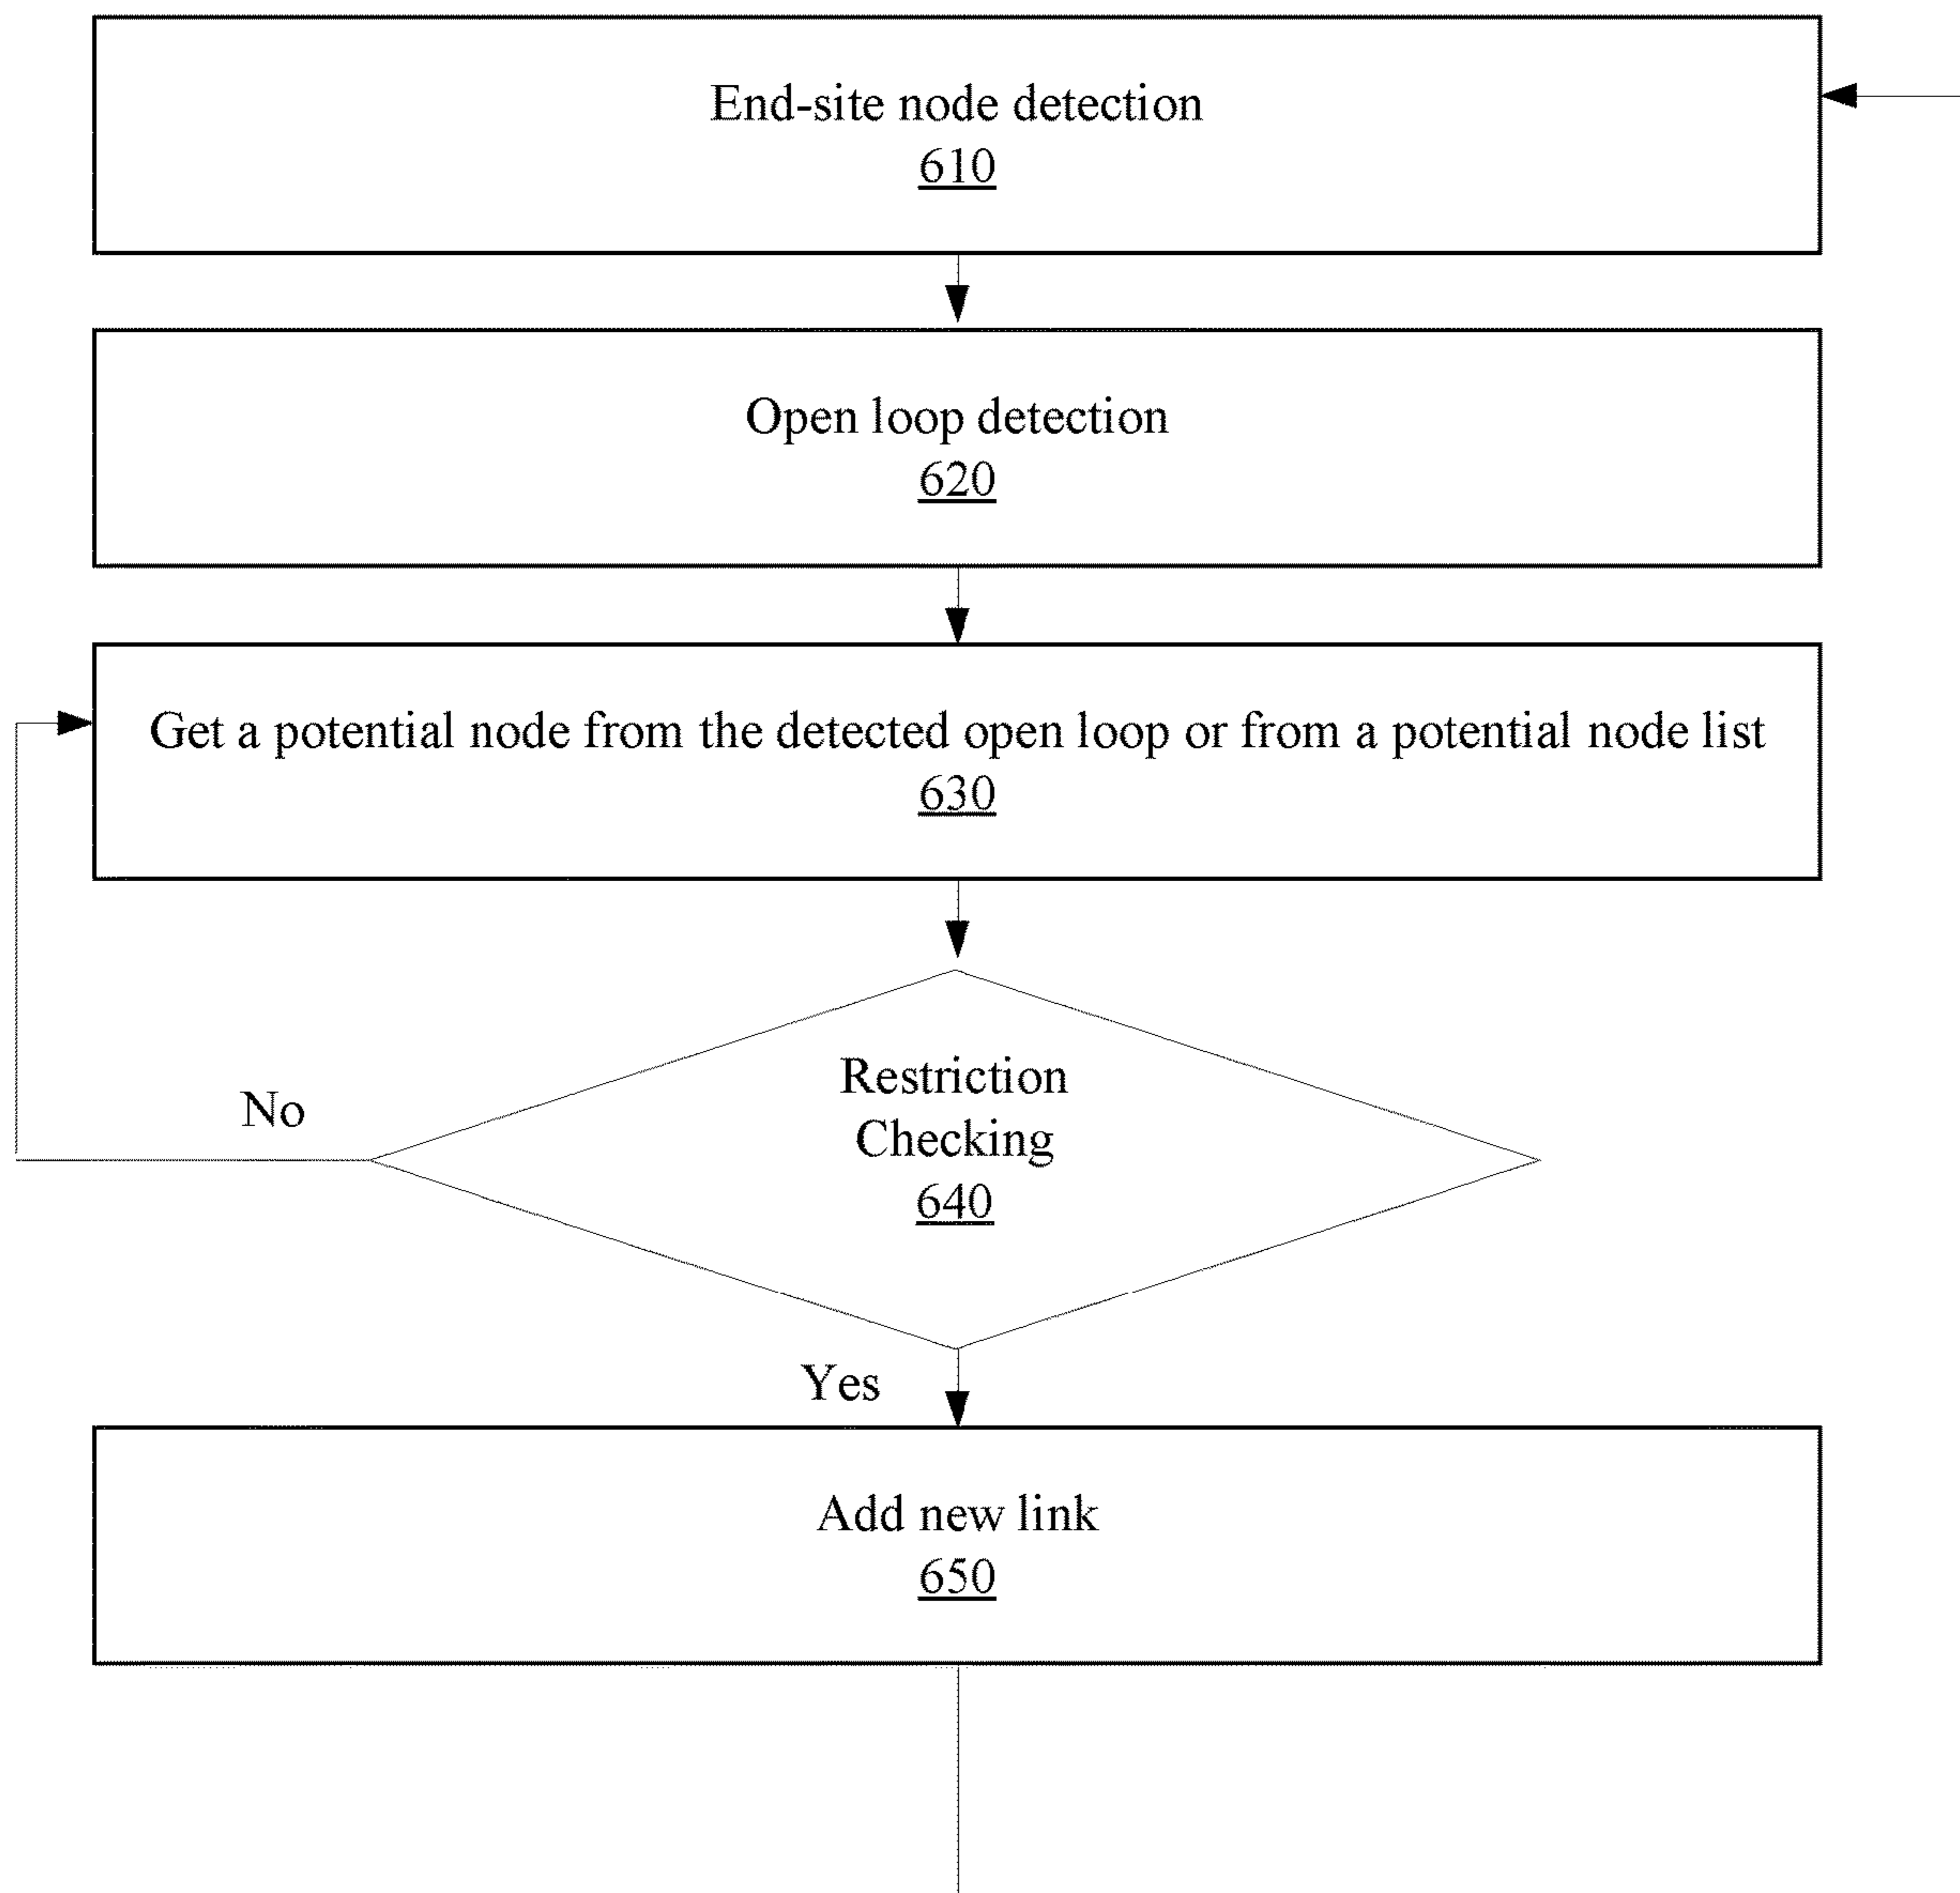 End-site node detection
610
Open loop detection
620
Get a potential node from the detected open loop or from a potential node list
630
Restriction
Checking
640
No
Yes
Add new link
650